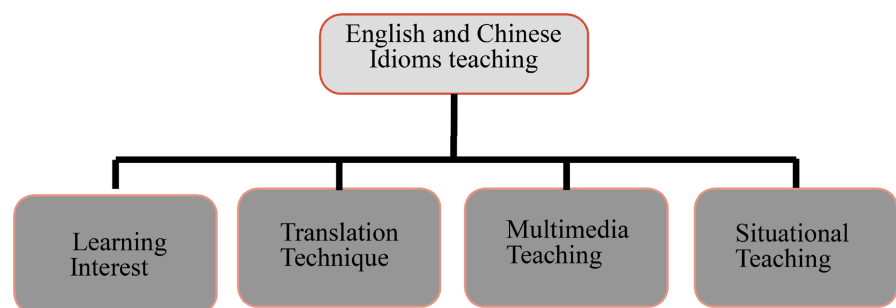 English and Chinese
Idioms teaching
Learning
Interest
Translation
Technique
Multimedia
Teaching
Situational
Teaching